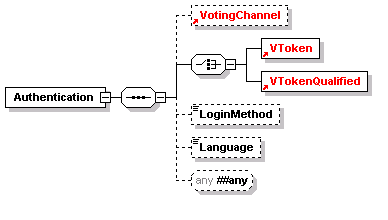 VotingChannel
VToken
VTokenQualified
Authentication
LoginMethod
Language
any ##any